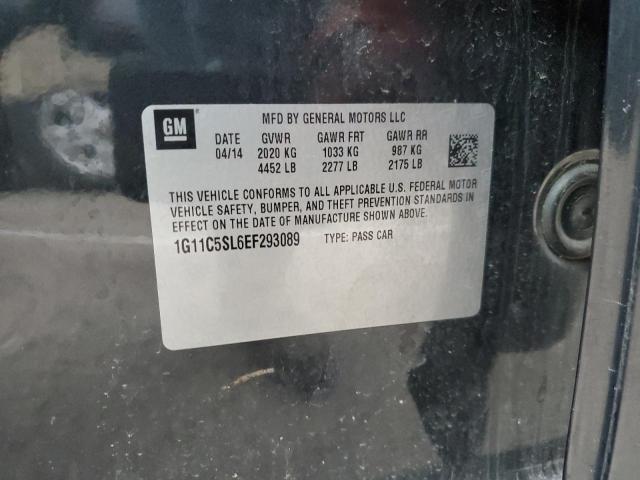 GM
MFD BY GENERAL MOTORS LLC
DATE GVWR GAWR FRT GAWR RR
04/14 2020 KG 1033 KG 987 KG
4452 LB 2277 LB 2175 LB
THIS VEHICLE CONFORMS TO ALL APPLICABLE U.S. FEDERAL MOTOR
VEHICLE SAFETY, BUMPER, AND THEFT PREVENTION STANDARDS IN
EFFECT ON THE DATE OF MANUFACTURE SHOWN ABOVE.
1G11C5SL6EF293089 TYPE: PASS CAR